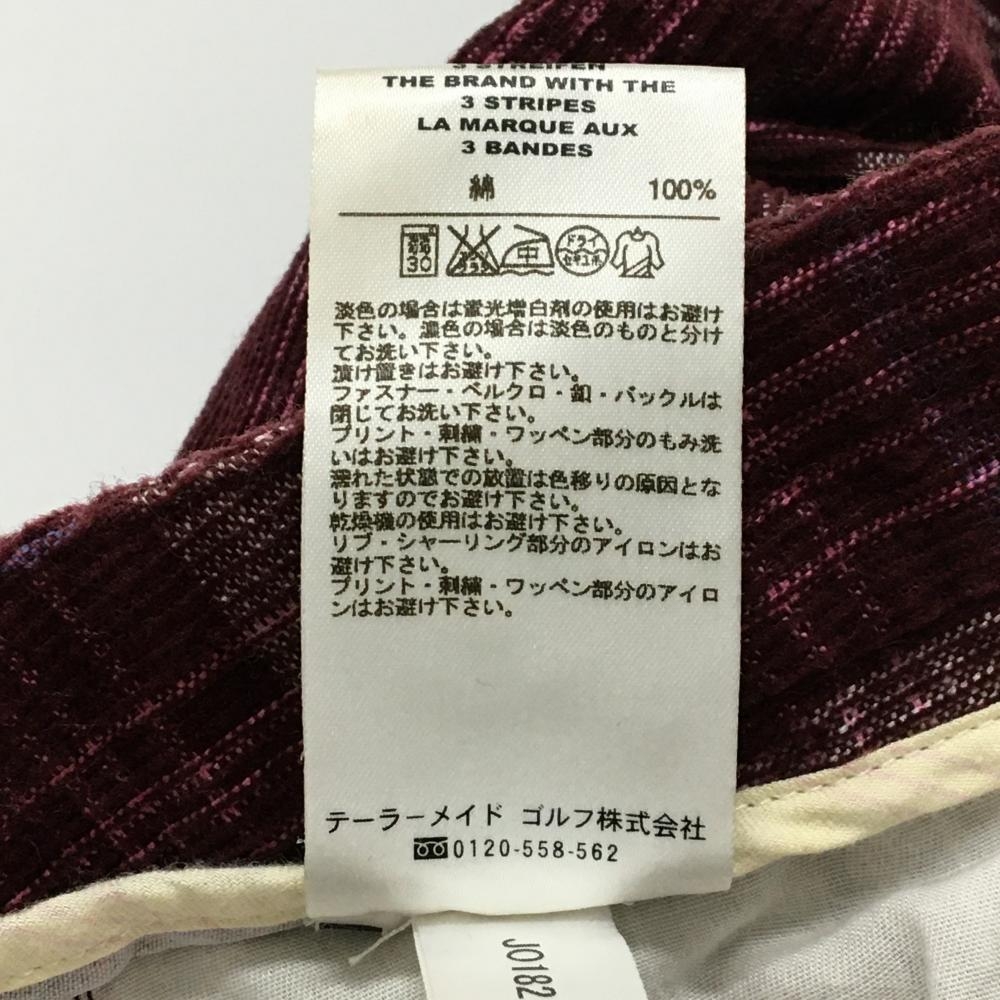 3 STREIFEN
THE BRAND WITH THE
3 STRIPES
LA MARQUE AUX
3 BANDES
綿 100%
30 中 ドライ
淡色の場合は螢光増白剤の使用はお避け
下さい。濃色の場合は淡色のものと分け
てお洗い下さい。
漬け置きはお避け下さい。
ファスナー・ベルクロ・釦・バックルは
閉じてお洗い下さい。
プリント・刺繍・ワッペン部分のもみ洗
いはお避け下さい。
濡れた状態での放置は色移りの原因とな
りますのでお避け下さい。
乾燥機の使用はお避け下さい。
リブ・シャーリング部分のアイロンはお
避け下さい。
プリント・刺繍・ワッペン部分のアイロ
ンはお避け下さい。
テーラーメイド ゴルフ株式会社
0120-558-562
JO182